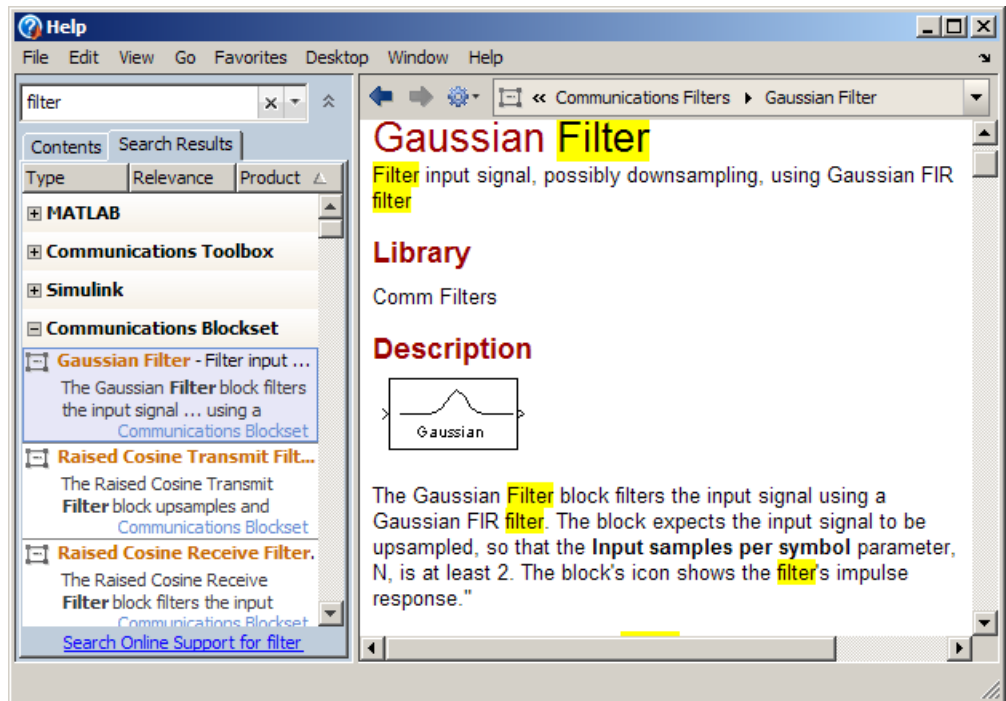 Help
File Edit View Go Favorites Desktop Window Help
filter
« Communications Filters ▸ Gaussian Filter
Contents Search Results
Type Relevance Product
MATLAB
Communications Toolbox
Simulink
Communications Blockset
Gaussian Filter - Filter input ...
The Gaussian Filter block filters
the input signal ... using a
Communications Blockset
Raised Cosine Transmit Filt...
The Raised Cosine Transmit
Filter block upsamples and
Communications Blockset
Raised Cosine Receive Filter.
The Raised Cosine Receive
Filter block filters the input
Communications Blockset
Search Online Support for filter
Gaussian Filter
Filter input signal, possibly downsampling, using Gaussian FIR
filter
Library
Comm Filters
Description
Gaussian
The Gaussian Filter block filters the input signal using a
Gaussian FIR filter. The block expects the input signal to be
upsampled, so that the Input samples per symbol parameter,
N, is at least 2. The block's icon shows the filter's impulse
response."